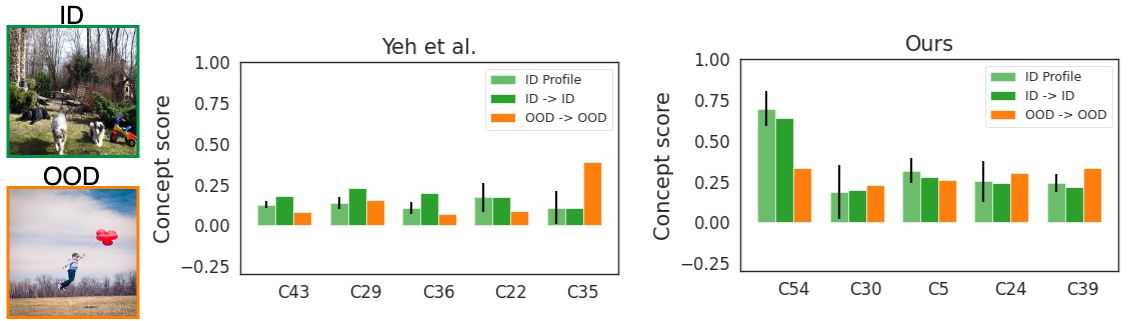 ID
OOD
Yeh et al.
Concept score
1.00
0.75
0.50
0.25
0.00
−0.25
ID Profile
ID -> ID
OOD -> OOD
C43 C29 C36 C22 C35
Ours
Concept score
1.00
0.75
0.50
0.25
0.00
−0.25
ID Profile
ID -> ID
OOD -> OOD
C54 C30 C5 C24 C39